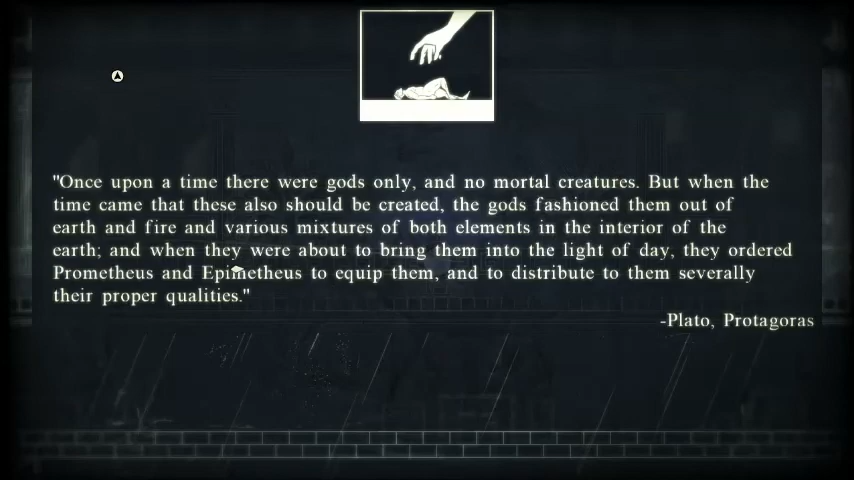 "Once upon a time there were gods only, and no mortal creatures. But when the
time came that these also should be created, the gods fashioned them out of
earth and fire and various mixtures of both elements in the interior of the
earth; and when they were about to bring them into the light of day, they ordered
Prometheus and Epimetheus to equip them, and to distribute to them severally
their proper qualities."
-Plato, Protagoras